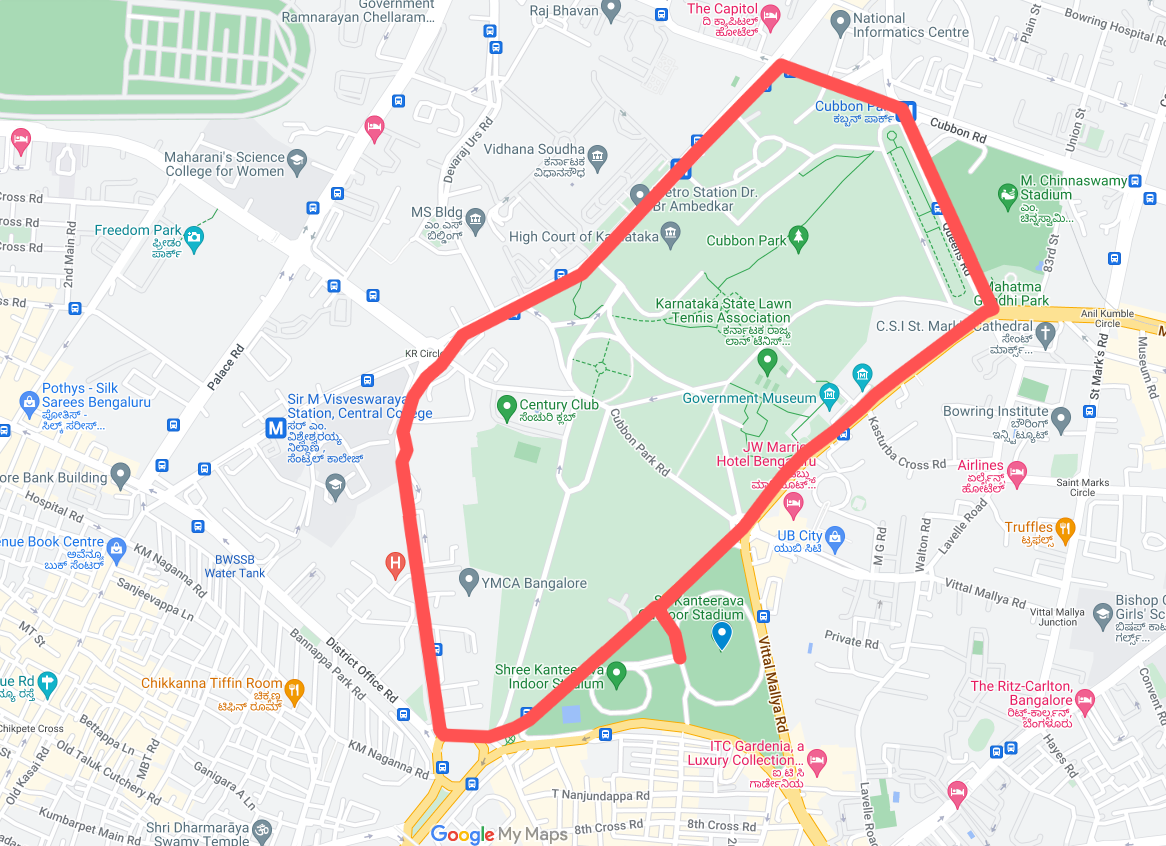 Government
Ramnarayan Chellaram...
Raj Bhavan
The Capitol
ದಿ ಕ್ಯಾಪಿಟಲ್
ಹೋಟೆಲ್
National
Informatics Centre
Plain St
Bowring Hospital Rd
Cubbon Park
ಕಬ್ಬನ್ ಪಾರ್ಕ್
Cubbon Rd
Union St
Devaraj Urs Rd
Vidhana Soudha
ಕರ್ನಾಟಕ
ವಿಧಾನಸೌಧ
Maharani's Science
College for Women
M. Chinnaswamy
Stadium
ಎಂ.
ಚಿನ್ನಸ್ವಾಮಿ...
Cross Rd
Metro Station Dr.
Br Ambedkar
MS Bldg
ಎಂ ಎಸ್
ಬಿಲ್ಡಿಂಗ್
High Court of Karnataka
Cubbon Park
Queens Rd
83rd St
Freedom Park
ಫ್ರೀಡಂ
ಪಾರ್ಕ್
2nd Main Rd
Cross Rd
Cross Rd
ss Rd
Mahatma
Gandhi Park
Karnataka State Lawn
Tennis Association
ಕರ್ನಾಟಕ ರಾಜ್ಯ
ಲಾನ್ ಟೆನಿಸ್...
C.S.I St. Mark's Cathedral
ಸೇಂಟ್
ಮಾರ್ಕ್ಸ್...
Anil Kumble
Circle
Museum Rd
St Marks Rd
KR Circle
Palace Rd
Pothys - Silk
Sarees Bengaluru
ಪೋತಿಸ್ -
ಸಿಲ್ಕ್ ಸರೀಸ್...
Sir M Visveswaraya
Station, Central College
ಸರ್ ಎಂ.
ವಿಶ್ವೇಶ್ವರಯ್ಯ
ನಿಲ್ದಾಣ,
ಸೆಂಟ್ರಲ್ ಕಾಲೇಜ್
Century Club
ಸೆಂಚುರಿ ಕ್ಲಬ್
Government Museum
Cubbon Park Rd
Kasturba Cross Rd
Bowring Institute
ಬೌರಿಂಗ್
ಇನ್ಸ್ಟಿಟ್ಯೂಟ್
JW Marriott
Hotel Bengaluru
Airlines
ಏರ್ಲೈನ್ಸ್
ಹೋಟೆಲ್
Saint Marks
Circle
ore Bank Building
Hospital Rd
Lavelle Road
Truffles
ಟ್ರಫಲ್ಸ್
M G Rd
Walton Rd
UB City
ಯುಬಿ ಸಿಟಿ
enue Book Centre
ಅವೆನ್ಯೂ
ಬುಕ್ ಸೆಂಟರ್
KM Naganna Rd
BWSSB
Water Tank
Sanjeevappa Ln
YMCA Bangalore
Vittal Mallya Rd
Vittal Mallya
Junction
Bishop C
Girls' Sc
ಬಿಷಪ್ ಕಾಟ
ಗರ್ಲ್ಸ್...
MT St
Bannappa Park Rd
District Office Rd
Sri Kanteerava
Outdoor Stadium
Private Rd
Vittal Mallya Rd
Shree Kanteerava
Indoor Stadium
Chikkanna Tiffin Room
ಚಿಕ್ಕಣ್ಣ
ಟಿಫಿನ್ ರೂಮ್
ue Rd
ನ್ಯೂ ರಸ್ತೆ
The Ritz-Carlton,
Bangalore
ರಿಟ್ಜ್-ಕಾರ್ಲ್ಟನ್,
ಬೆಂಗಳೂರು
Chikpete Cross
Bettappa Ln
Old Taluk Cutchery Rd
MBT Rd
Old Kasai Rd
KM Naganna Rd
Ganigara A Ln
ITC Gardenia, a
Luxury Collection...
ಐ ಟಿ ಸಿ
ಗಾರ್ಡೇನಿಯ
Hayes Rd
Lavelle Road
T Nanjundappa Rd
8th Cross Rd
8th Cross Rd
Kumbarpet Main Rd
Shri Dharmarāya
Swamy Temple
Google My Maps